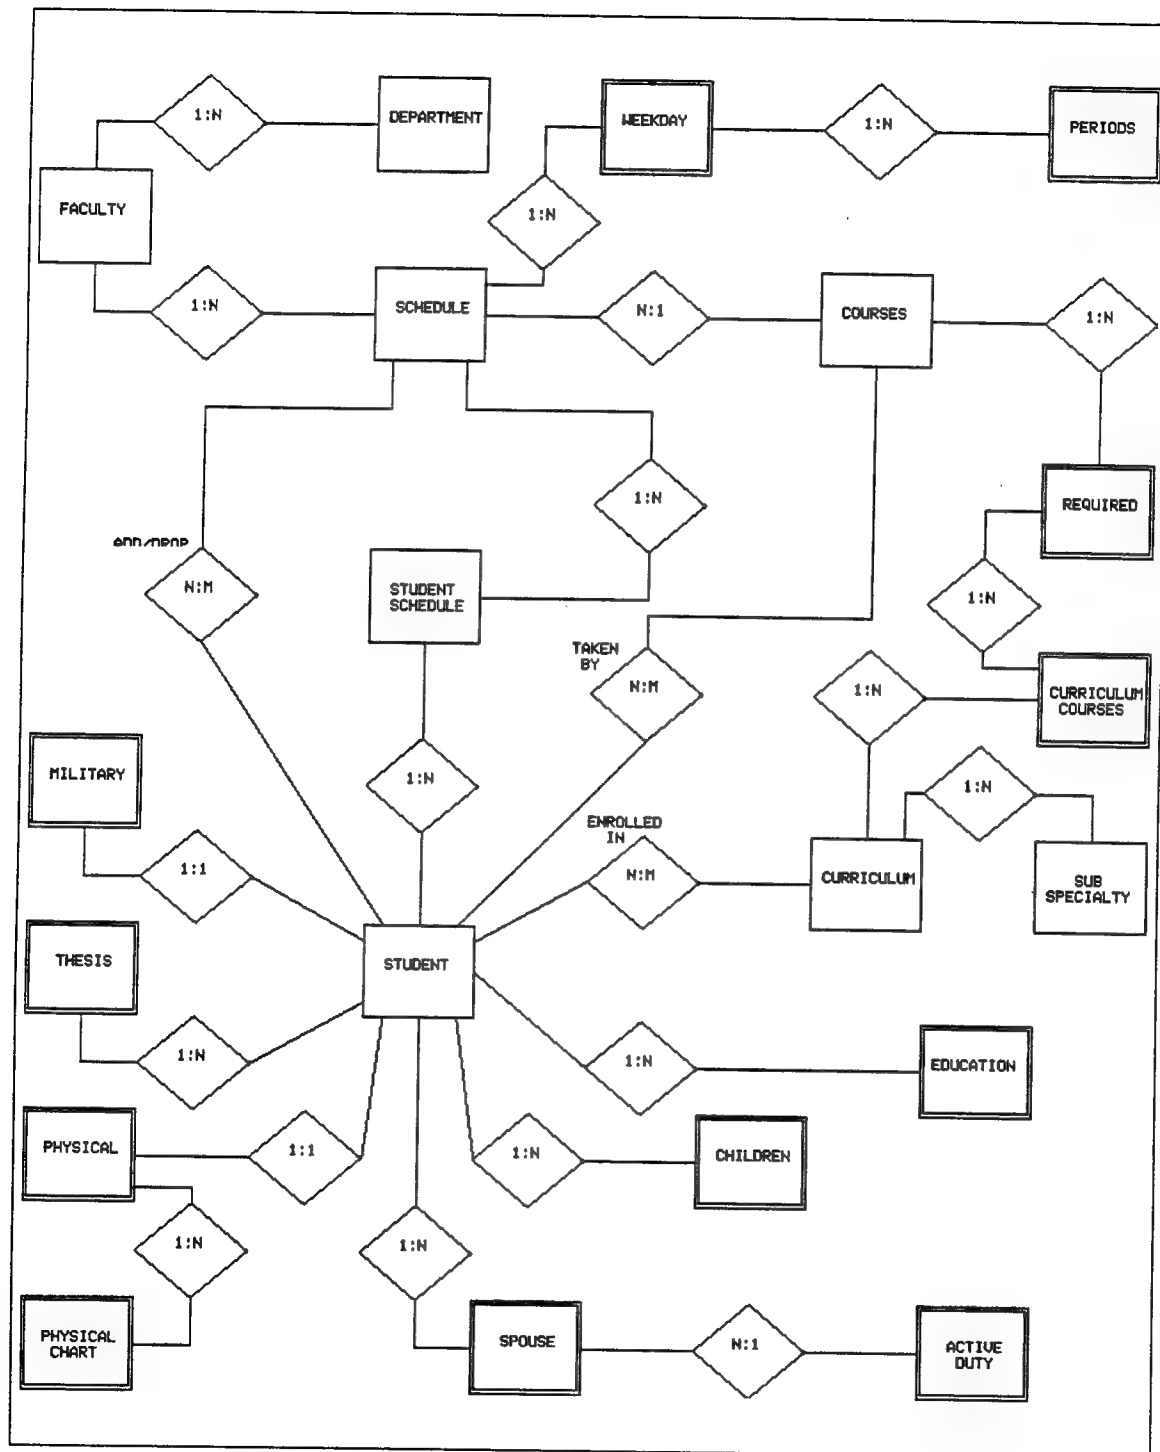 1:N
DEPARTMENT
WEEKDAY
1:N
PERIODS
FACULTY
1:N
1:N
SCHEDULE
N:1
COURSES
1:N
1:N
REQUIRED
ADD/DROP
N:M
STUDENT
SCHEDULE
1:N
TAKEN
BY
N:M
1:N
CURRICULUM
COURSES
MILITARY
1:N
1:N
ENROLLED
IN
1:1
N:M
CURRICULUM
SUB
SPECIALTY
THESIS
STUDENT
1:N
1:N
EDUCATION
PHYSICAL
1:1
1:N
CHILDREN
1:N
1:N
PHYSICAL
CHART
SPOUSE
N:1
ACTIVE
DUTY